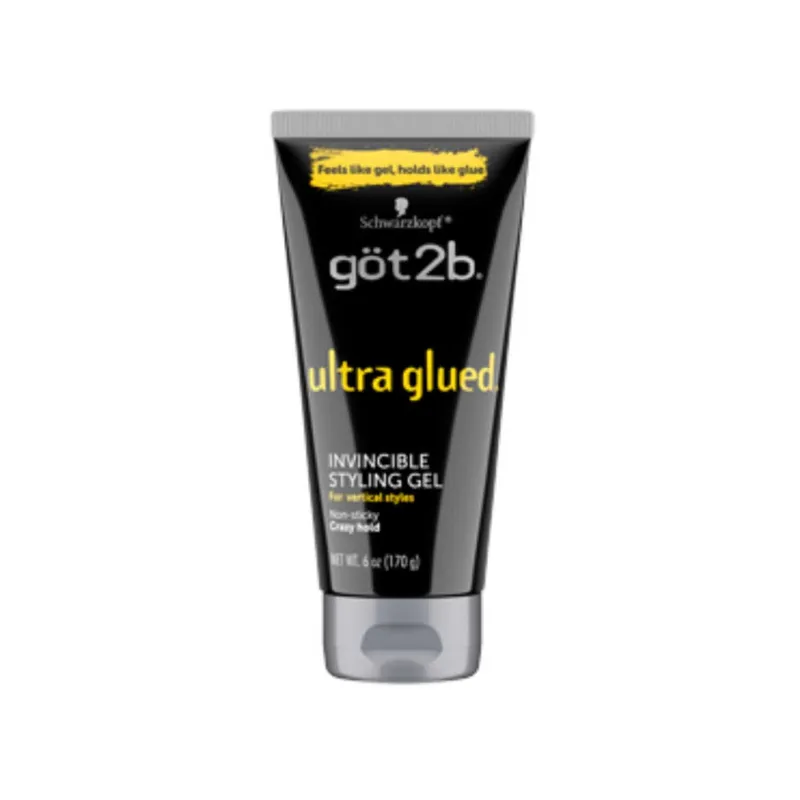 Feels like gel, holds like glue
Schwarzkopf®
göt2b®
ultra glued®
INVINCIBLE
STYLING GEL
For vertical styles
Non-sticky
Crazy hold
NET WT. 6 oz (170 g)